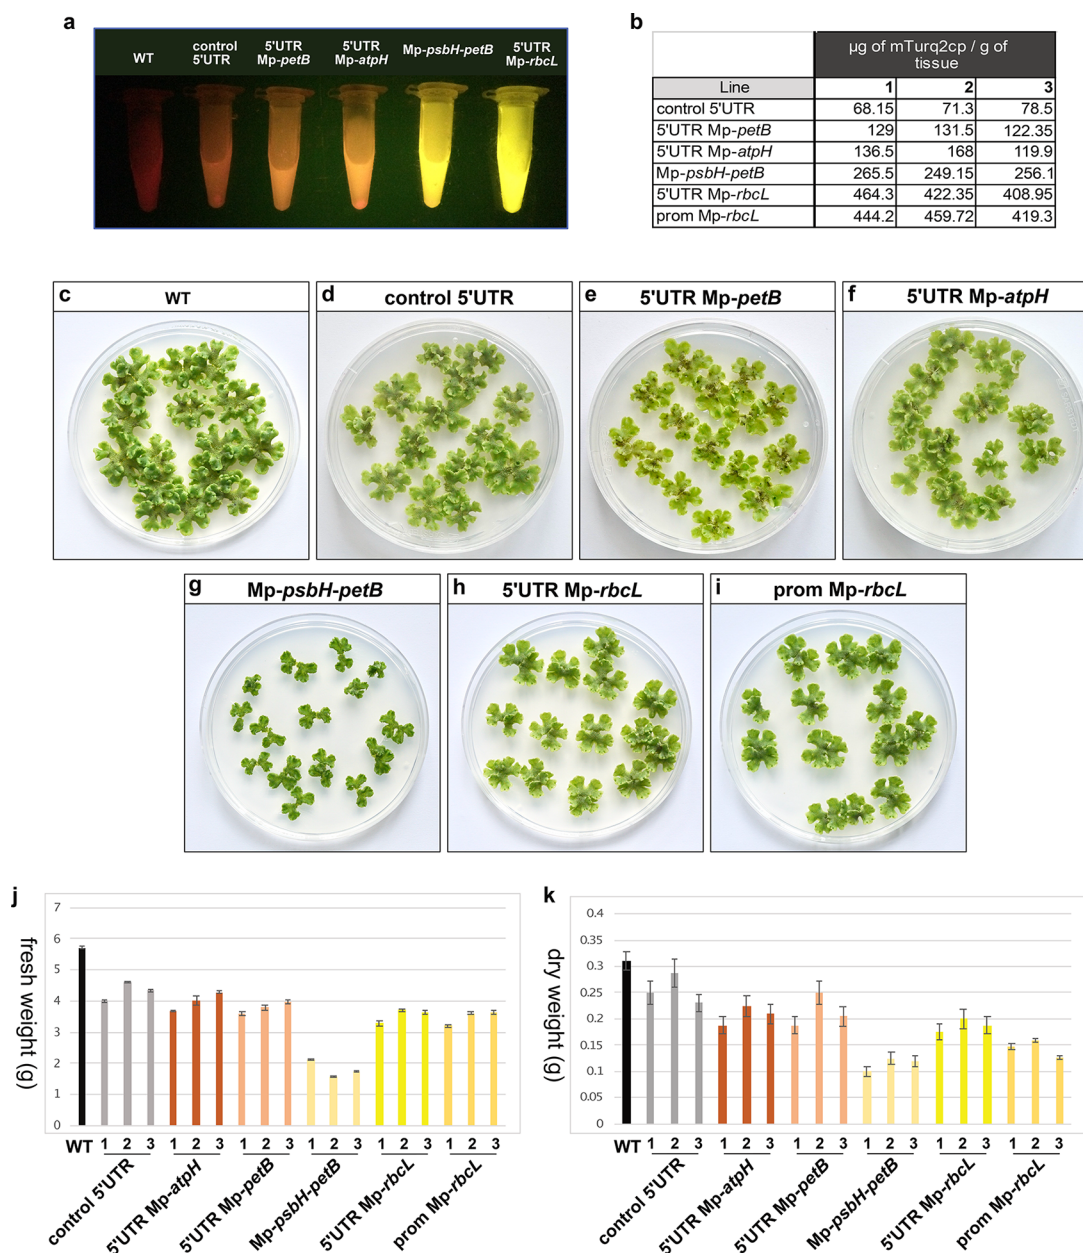 a
WT
control
5'UTR
5'UTR
Mp-petB
5'UTR
Mp-atpH
Mp-psbH-petB
5'UTR
Mp-rbcL
b
µg of mTurq2cp / g of
tissue
Line 1 2 3
control 5'UTR 68.15 71.3 78.5
5'UTR Mp-petB 129 131.5 122.35
5'UTR Mp-atpH 136.5 168 119.9
Mp-psbH-petB 265.5 249.15 256.1
5'UTR Mp-rbcL 464.3 422.35 408.95
prom Mp-rbcL 444.2 459.72 419.3
c WT
d control 5'UTR
e 5'UTR Mp-petB
f 5'UTR Mp-atpH
g Mp-psbH-petB
h 5'UTR Mp-rbcL
i prom Mp-rbcL
j
fresh weight (g)
7
6
5
4
3
2
1
0
WT 1 2 3 1 2 3 1 2 3 1 2 3 1 2 3 1 2 3
control 5'UTR
5'UTR Mp-atpH
5'UTR Mp-petB
Mp-psbH-petB
5'UTR Mp-rbcL
prom Mp-rbcL
k
dry weight (g)
0.4
0.35
0.3
0.25
0.2
0.15
0.1
0.05
0
WT 1 2 3 1 2 3 1 2 3 1 2 3 1 2 3 1 2 3
control 5'UTR
5'UTR Mp-atpH
5'UTR Mp-petB
Mp-psbH-petB
5'UTR Mp-rbcL
prom Mp-rbcL